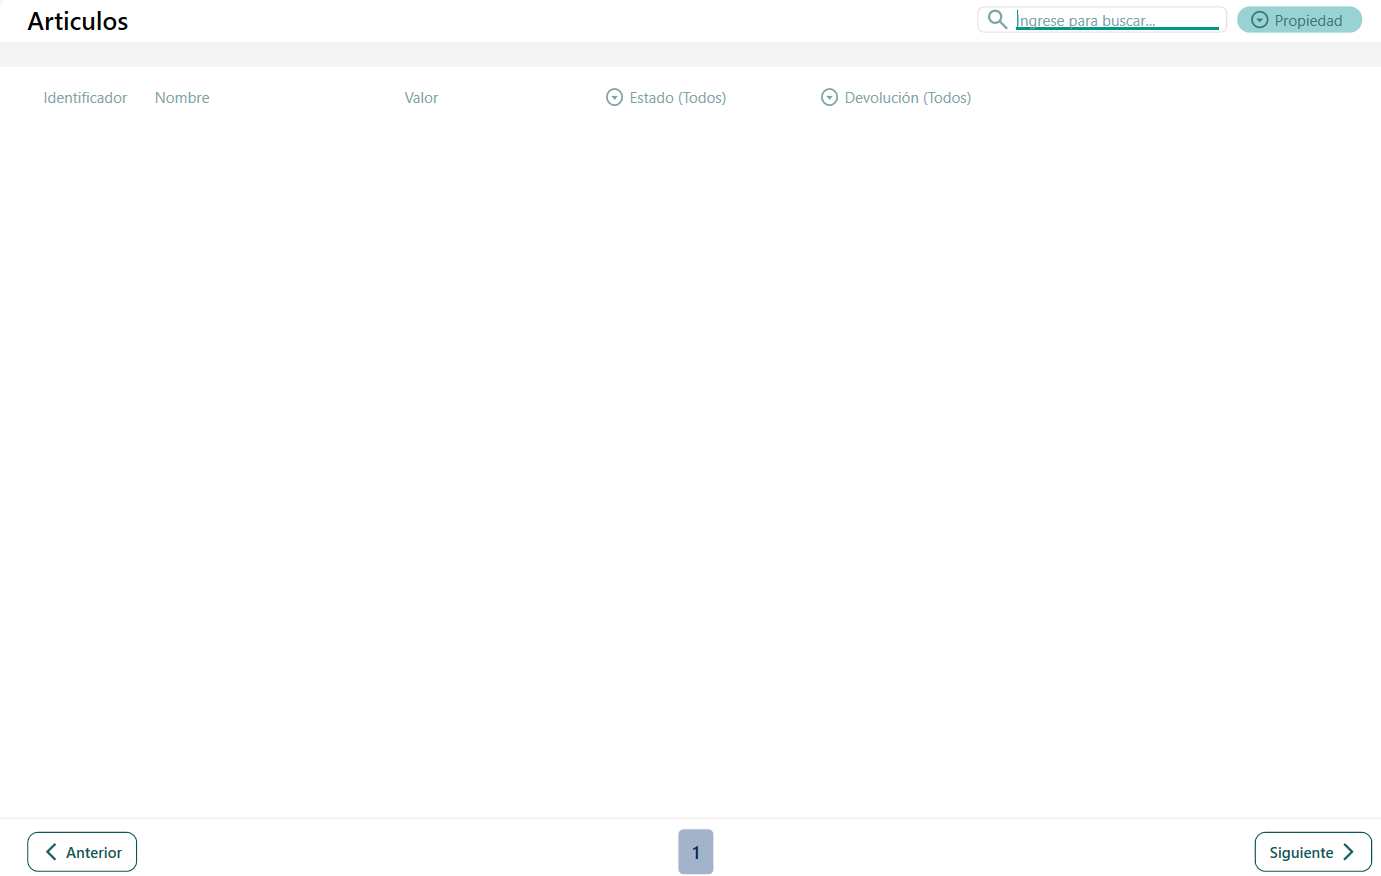 Articulos
Ingrese para buscar...
Propiedad
Identificador Nombre Valor Estado (Todos) Devolución (Todos)
Anterior 1 Siguiente